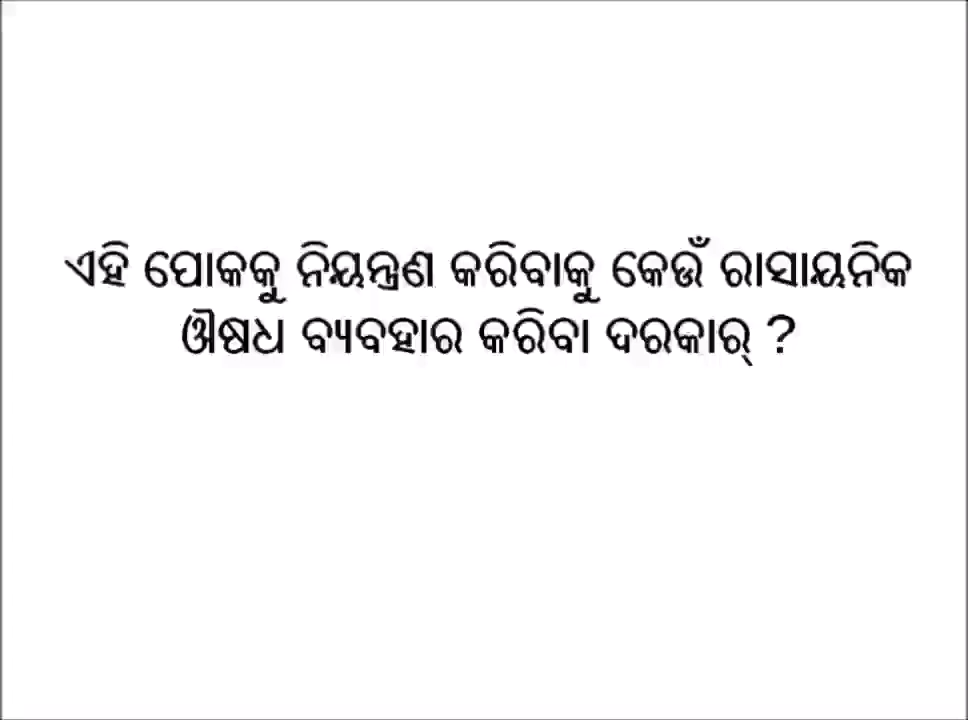 ଏହି ପୋକକୁ ନିୟନ୍ତ୍ରଣ କରିବାକୁ କେଉଁ ରାସାୟନିକ
ଔଷଧ ବ୍ୟବହାର କରିବା ଦରକାର୍ ?